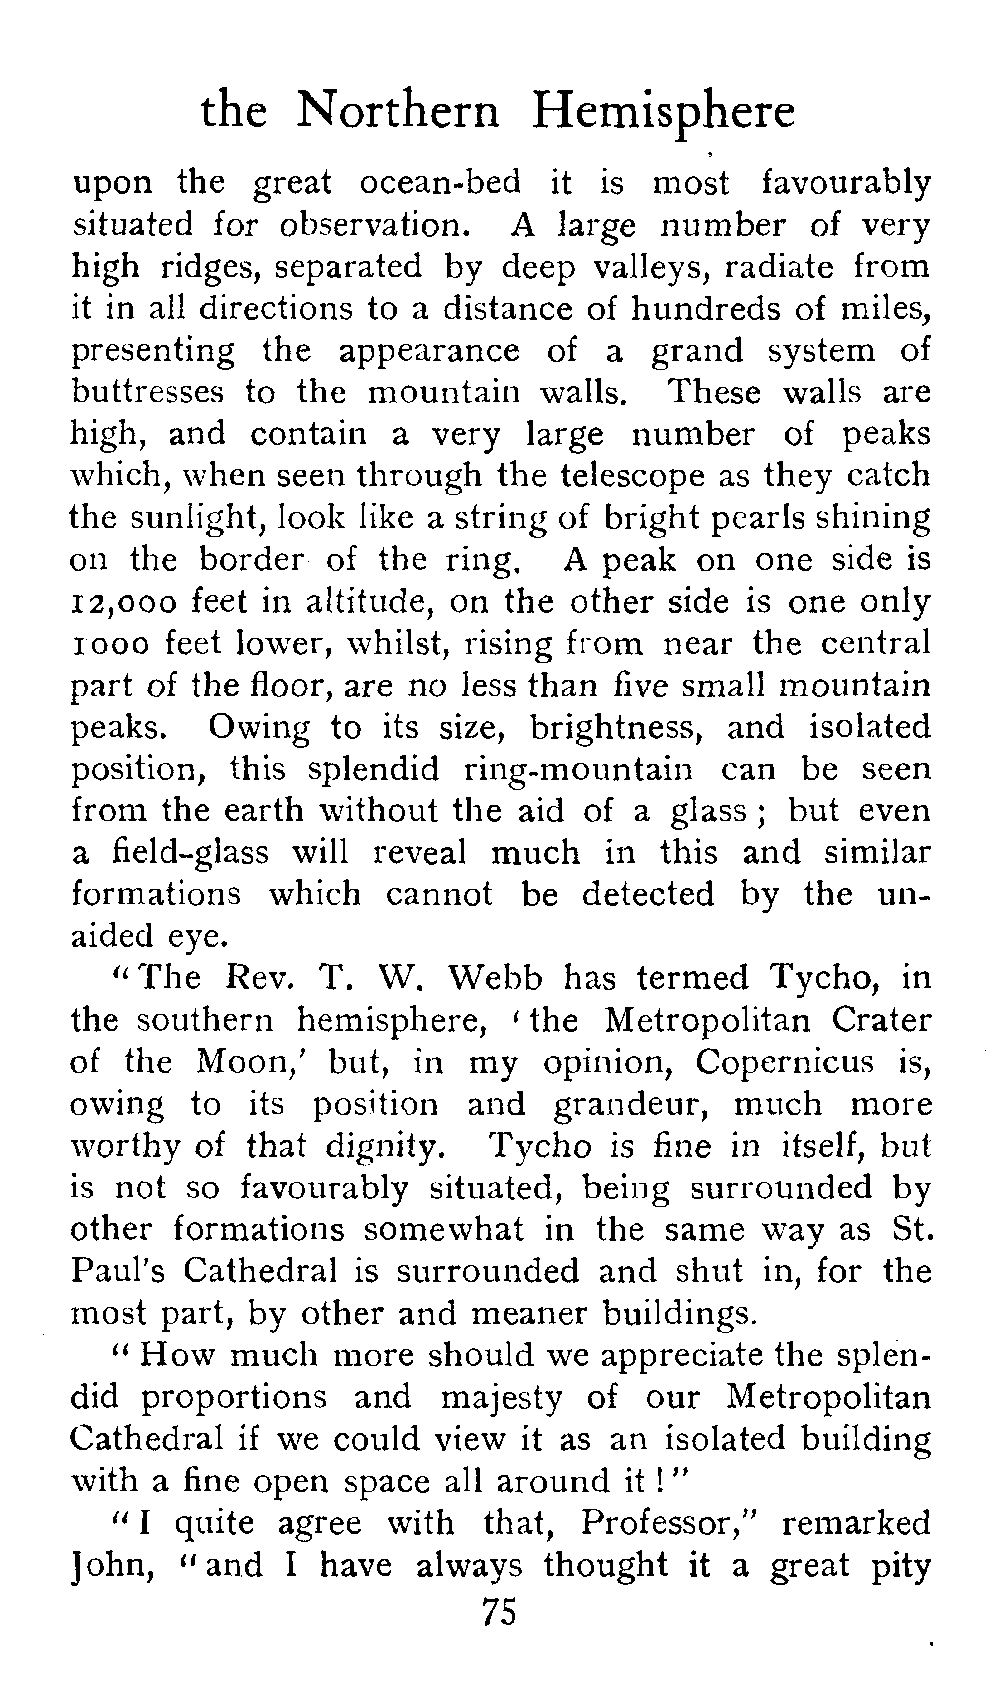 the Northern Hemisphere
upon the great ocean-bed it is most favourably
situated for observation. A large number of very
high ridges, separated by deep valleys, radiate from
it in all directions to a distance of hundreds of miles,
presenting the appearance of a grand system of
buttresses to the mountain walls. These walls are
high, and contain a very large number of peaks
which, when seen through the telescope as they catch
the sunlight, look like a string of bright pearls shining
on the border of the ring. A peak on one side is
12,000 feet in altitude, on the other side is one only
1000 feet lower, whilst, rising from near the central
part of the floor, are no less than five small mountain
peaks. Owing to its size, brightness, and isolated
position, this splendid ring-mountain can be seen
from the earth without the aid of a glass; but even
a field-glass will reveal much in this and similar
formations which cannot be detected by the un-
aided eye.
"The Rev. T. W. Webb has termed Tycho, in
the southern hemisphere, 'the Metropolitan Crater
of the Moon,' but, in my opinion, Copernicus is,
owing to its position and grandeur, much more
worthy of that dignity. Tycho is fine in itself, but
is not so favourably situated, being surrounded by
other formations somewhat in the same way as St.
Paul's Cathedral is surrounded and shut in, for the
most part, by other and meaner buildings.
"How much more should we appreciate the splen-
did proportions and majesty of our Metropolitan
Cathedral if we could view it as an isolated building
with a fine open space all around it!"
"I quite agree with that, Professor," remarked
John, "and I have always thought it a great pity
75